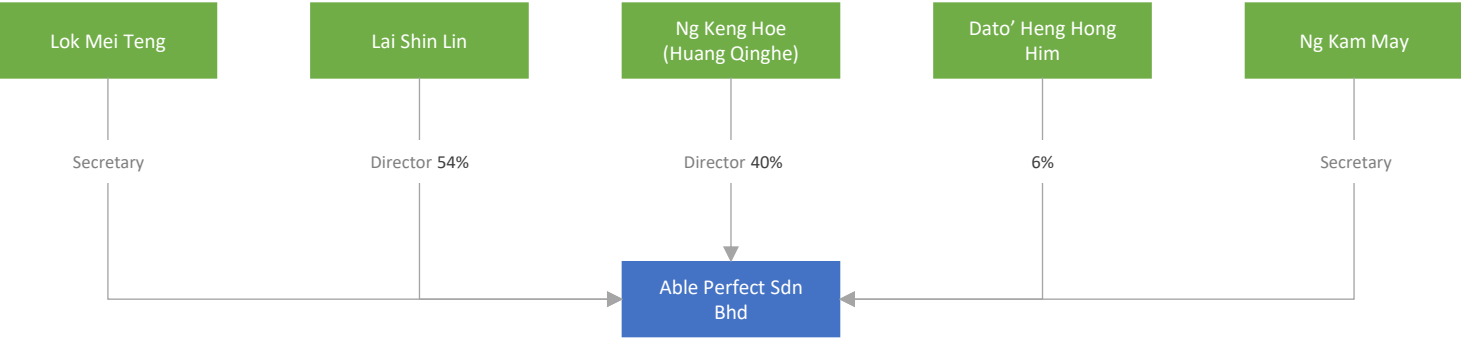 Lok Mei Teng
Lai Shin Lin
Ng Keng Hoe
(Huang Qinghe)
Dato’ Heng Hong
Him
Ng Kam May
Secretary
Director 54%
Director 40%
6%
Secretary
Able Perfect Sdn
Bhd